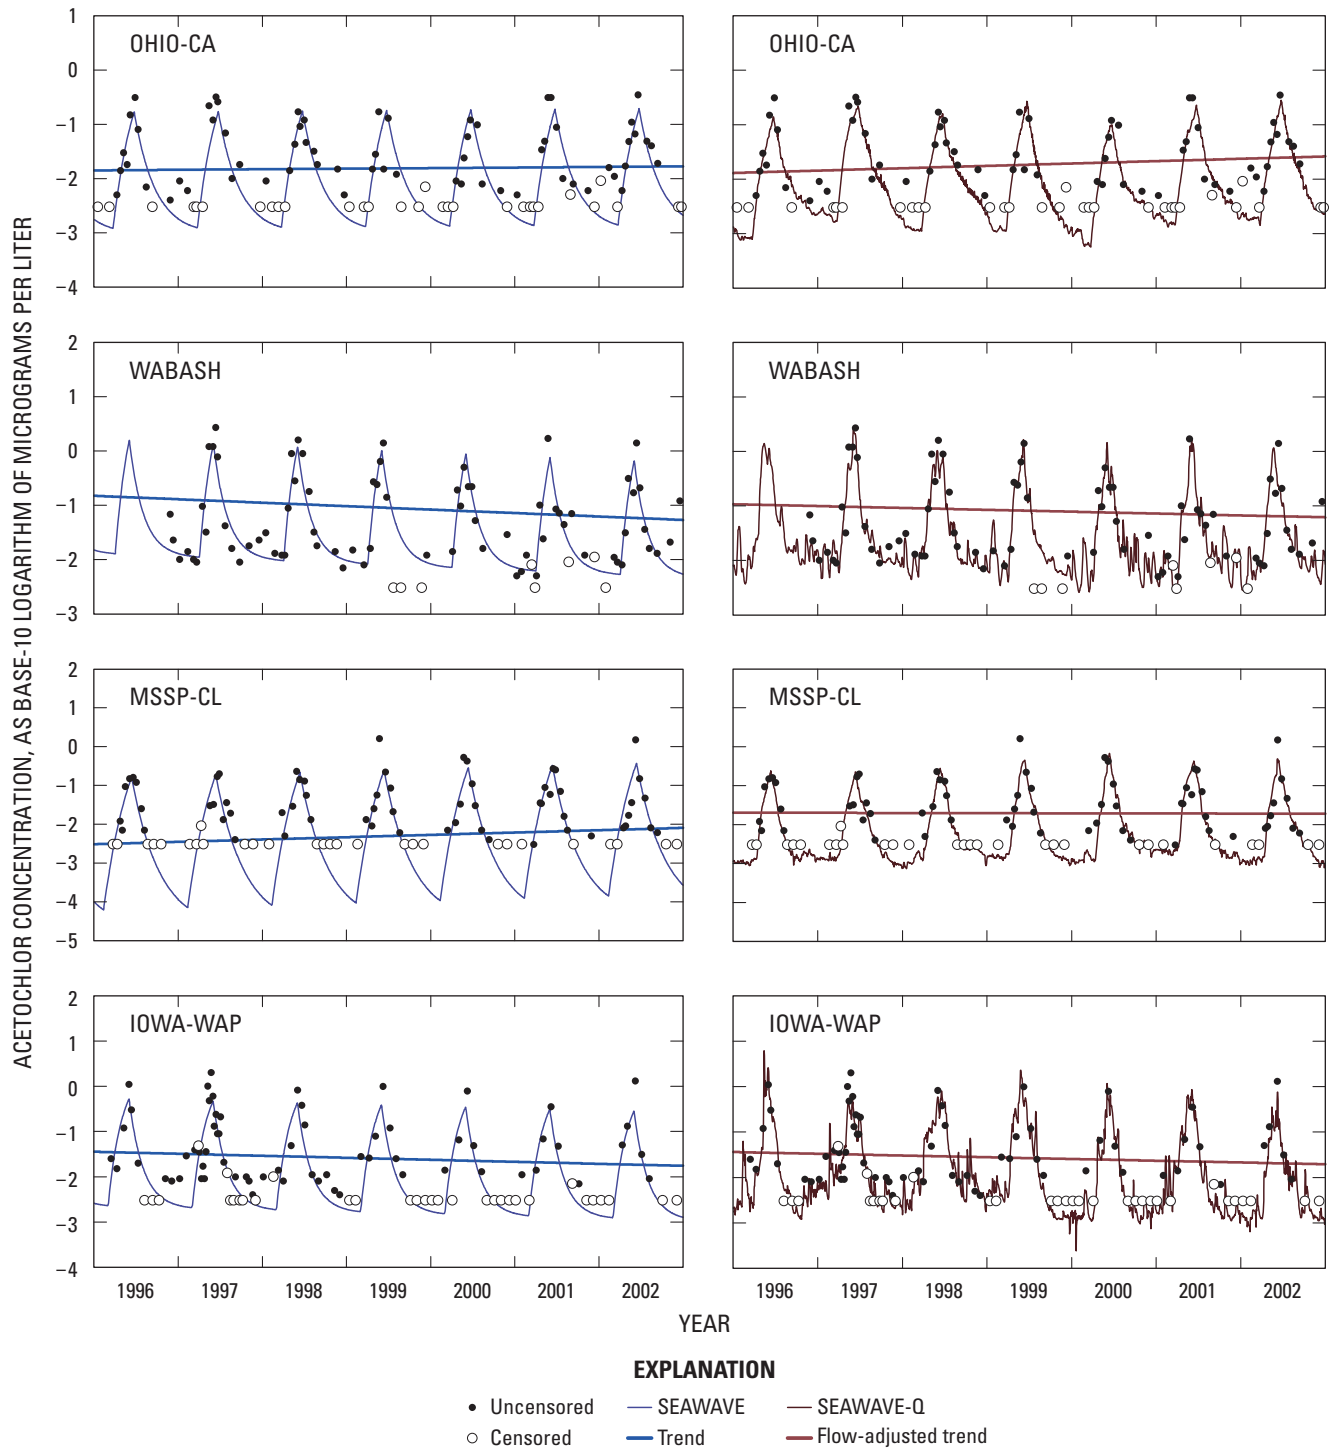 ACETOCHLOR CONCENTRATION, AS BASE-10 LOGARITHM OF MICROGRAMS PER LITER
1
0
−1
−2
−3
−4
OHIO-CA
OHIO-CA
2
1
0
−1
−2
−3
WABASH
WABASH
2
1
0
−1
−2
−3
−4
−5
MSSP-CL
MSSP-CL
2
1
0
−1
−2
−3
−4
IOWA-WAP
IOWA-WAP
1996 1997 1998 1999 2000 2001 2002
1996 1997 1998 1999 2000 2001 2002
YEAR
EXPLANATION
Uncensored SEAWAVE SEAWAVE-Q
Censored Trend Flow-adjusted trend